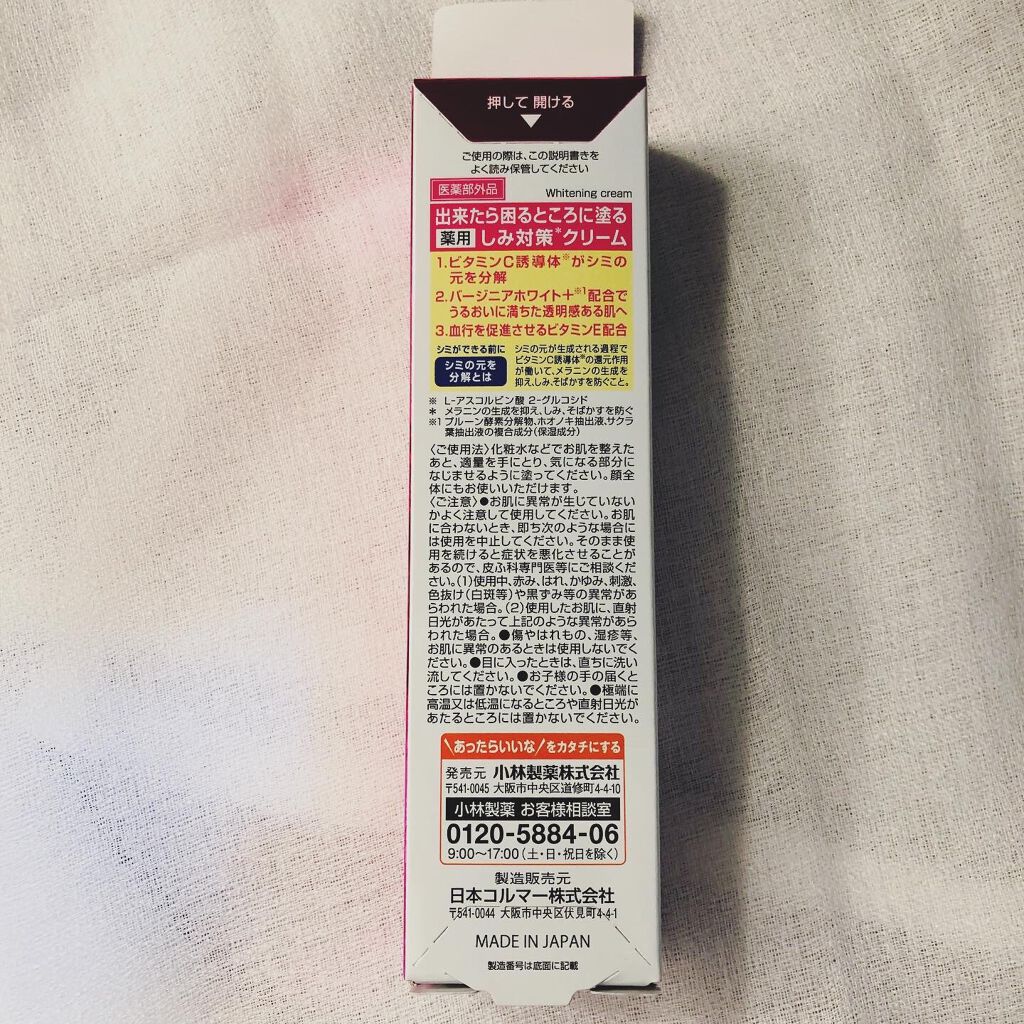 押して 開ける
ご使用の際は、この説明書きを
よく読み保管してください
医薬部外品
Whitening cream
出来たら困るところに塗る
薬用 しみ対策*クリーム
1.ビタミンC誘導体※がシミの
元を分解
2.バージニアホワイト+※1配合で
うるおいに満ちた透明感ある肌へ
3.血行を促進させるビタミンE配合
シミができる前に
シミの元を
分解とは
シミの元が生成される過程で
ビタミンC誘導体※の還元作用
が働いて、メラニンの生成を
抑え、しみ、そばかすを防ぐこと。
※ L-アスコルビン酸 2-グルコシド
* メラニンの生成を抑え、しみ、そばかすを防ぐ
※1 プルーン酵素分解物、ホオノキ抽出液、サクラ
葉抽出液の複合成分(保湿成分)
〈ご使用法〉化粧水などでお肌を整えた
あと、適量を手にとり、気になる部分に
なじませるように塗ってください。顔全
体にもお使いいただけます。
〈ご注意〉●お肌に異常が生じていない
かよく注意して使用してください。お肌
に合わないとき、即ち次のような場合に
は使用を中止してください。そのまま使
用を続けると症状を悪化させることが
あるので、皮ふ科専門医等にご相談くだ
さい。(1)使用中、赤み、はれ、かゆみ、刺激、
色抜け(白斑等)や黒ずみ等の異常があ
らわれた場合。(2)使用したお肌に、直射
日光があたって上記のような異常があら
われた場合。●傷やはれもの、湿疹等、
お肌に異常のあるときは使用しないでく
ださい。●目に入ったときは、直ちに洗い
流してください。●お子様の手の届くと
ころには置かないでください。●極端に
高温又は低温になるところや直射日光が
あたるところには置かないでください。
\あったらいいな/をカタチにする
発売元 小林製薬株式会社
〒541-0045 大阪市中央区道修町4-4-10
小林製薬 お客様相談室
0120-5884-06
9:00〜17:00(土・日・祝日を除く)
製造販売元
日本コルマー株式会社
〒541-0044 大阪市中央区伏見町4-4-1
MADE IN JAPAN
製造番号は底面に記載